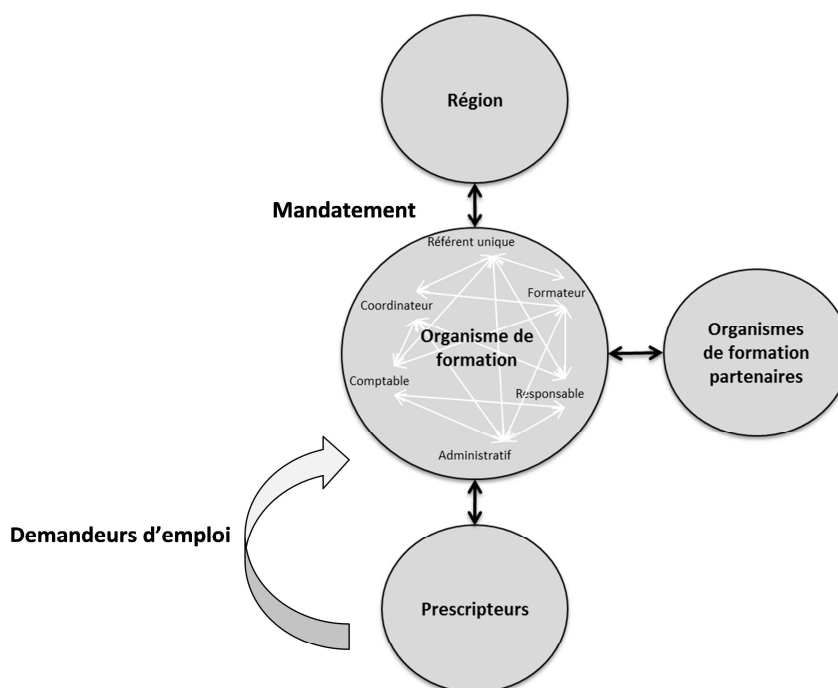 Région
Mandatement
Référent unique
Formateur
Coordinateur
Organisme de
formation
Organismes
de formation
partenaires
Comptable
Responsable
Administratif
Demandeurs d’emploi
Prescripteurs